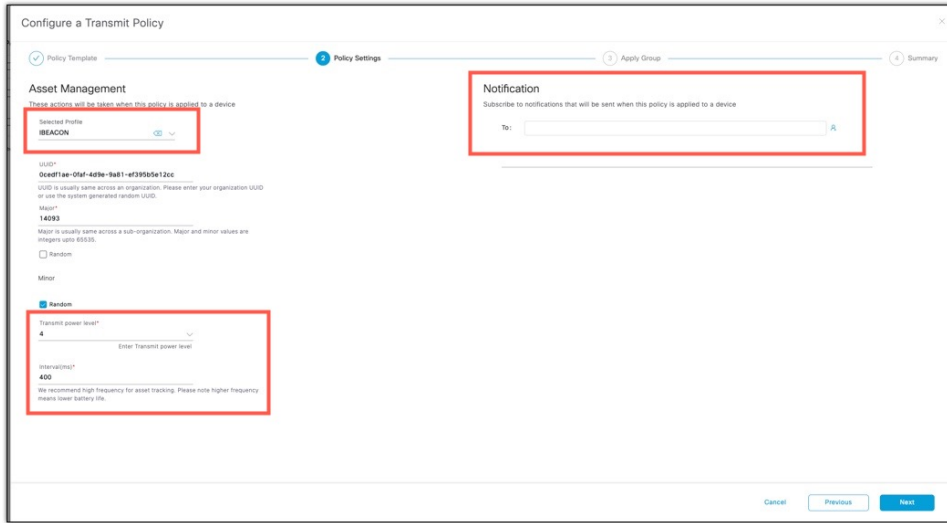 Configure a Transmit Policy
Policy Template
2 Policy Settings
3 Apply Group
4 Summary
Asset Management
These actions will be taken when this policy is applied to a device
Selected Profile
IBEACON
UUID*
0cedf1ae-0faf-4d9e-9a81-ef395b5e12cc
UUID is usually same across an organization. Please enter your organization UUID
or use the system generated random UUID.
Major*
14093
Major is usually same across a sub-organization. Major and minor values are
integers upto 65535.
Random
Minor
Random
Transmit power level*
4
Enter Transmit power level
Interval(ms)*
400
We recommend high frequency for asset tracking. Please note higher frequency
means lower battery life.
Notification
Subscribe to notifications that will be sent when this policy is applied to a device
To:
Cancel
Previous
Next